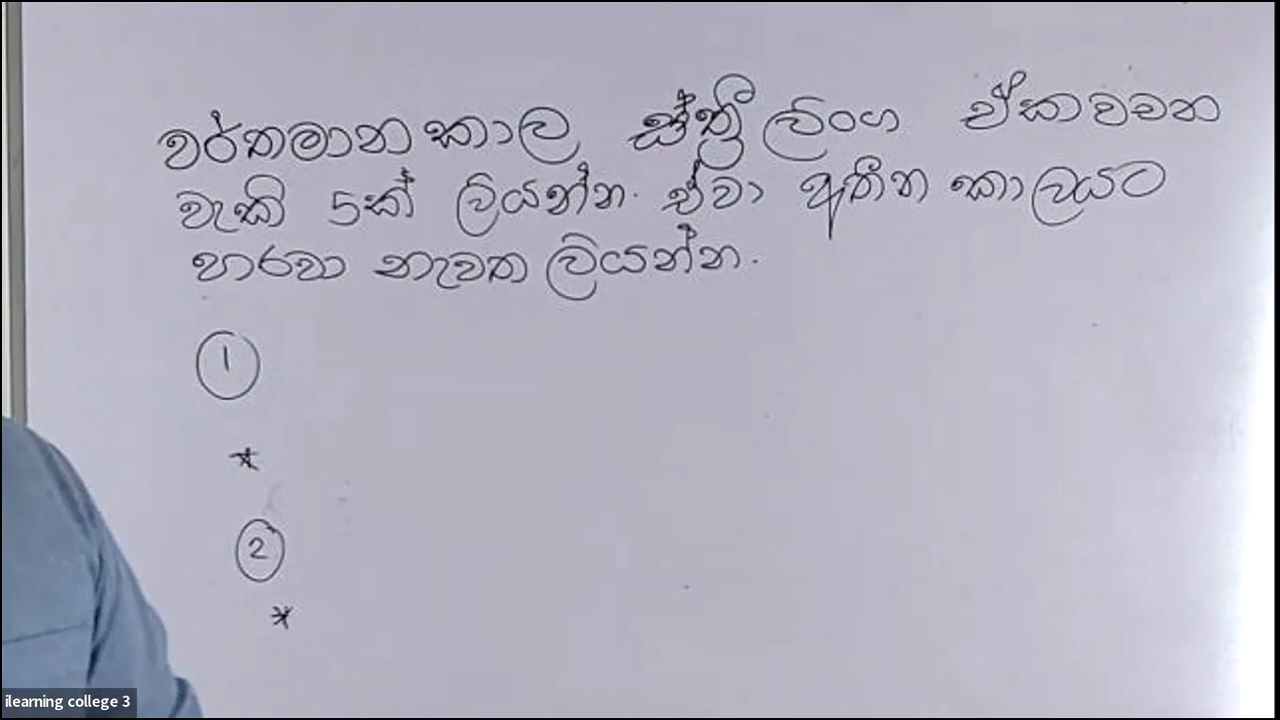 වර්තමාන කාල ස්ත්‍රී ලිංග ඒකවචන
වැකි 5ක් ලියන්න. ඒවා අතීත කාලයට
හරවා නැවත ලියන්න.
1
*
2
*
ilearning college 3